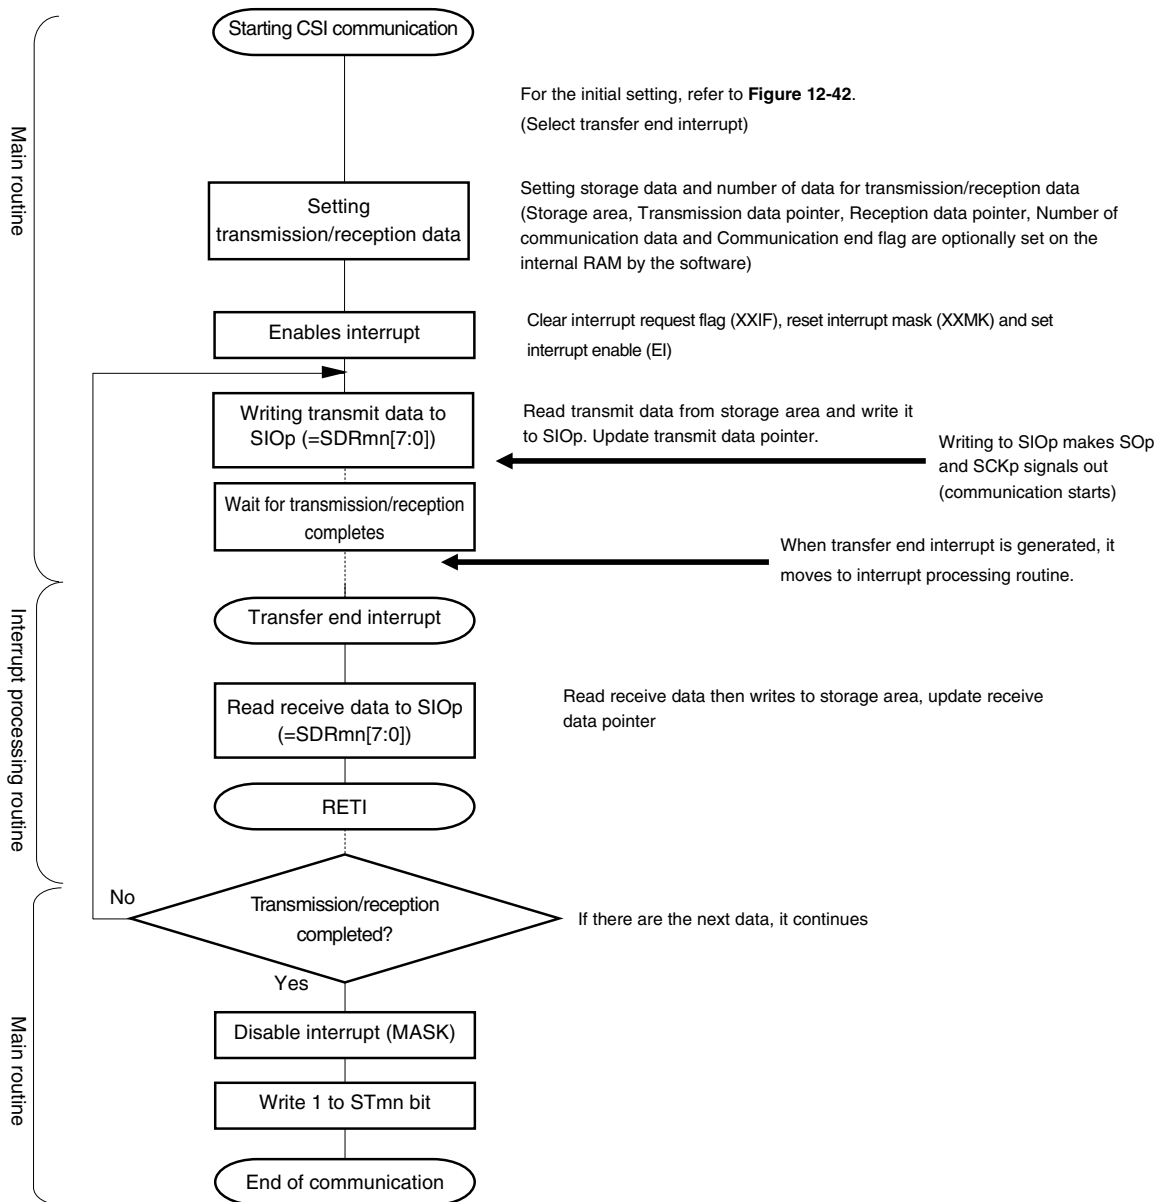 Starting CSI communication
For the initial setting, refer to Figure 12-42.
(Select transfer end interrupt)
Main routine
Setting
transmission/reception data
Setting storage data and number of data for transmission/reception data
(Storage area, Transmission data pointer, Reception data pointer, Number of
communication data and Communication end flag are optionally set on the
internal RAM by the software)
Enables interrupt
Clear interrupt request flag (XXIF), reset interrupt mask (XXMK) and set
interrupt enable (EI)
Writing transmit data to
SIOp (=SDRmn[7:0])
Read transmit data from storage area and write it
to SIOp. Update transmit data pointer.
Writing to SIOp makes SOp
and SCKp signals out
(communication starts)
Wait for transmission/reception
completes
When transfer end interrupt is generated, it
moves to interrupt processing routine.
Interrupt processing routine
Transfer end interrupt
Read receive data to SIOp
(=SDRmn[7:0])
Read receive data then writes to storage area, update receive
data pointer
RETI
No
Transmission/reception
completed?
If there are the next data, it continues
Yes
Main routine
Disable interrupt (MASK)
Write 1 to STmn bit
End of communication